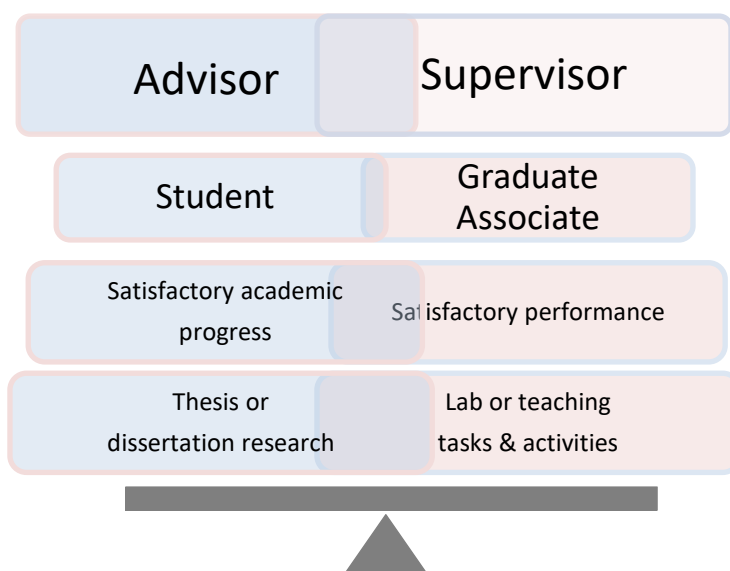 Advisor
Supervisor
Student
Graduate
Associate
Satisfactory academic
progress
Satisfactory performance
Thesis or
dissertation research
Lab or teaching
tasks & activities